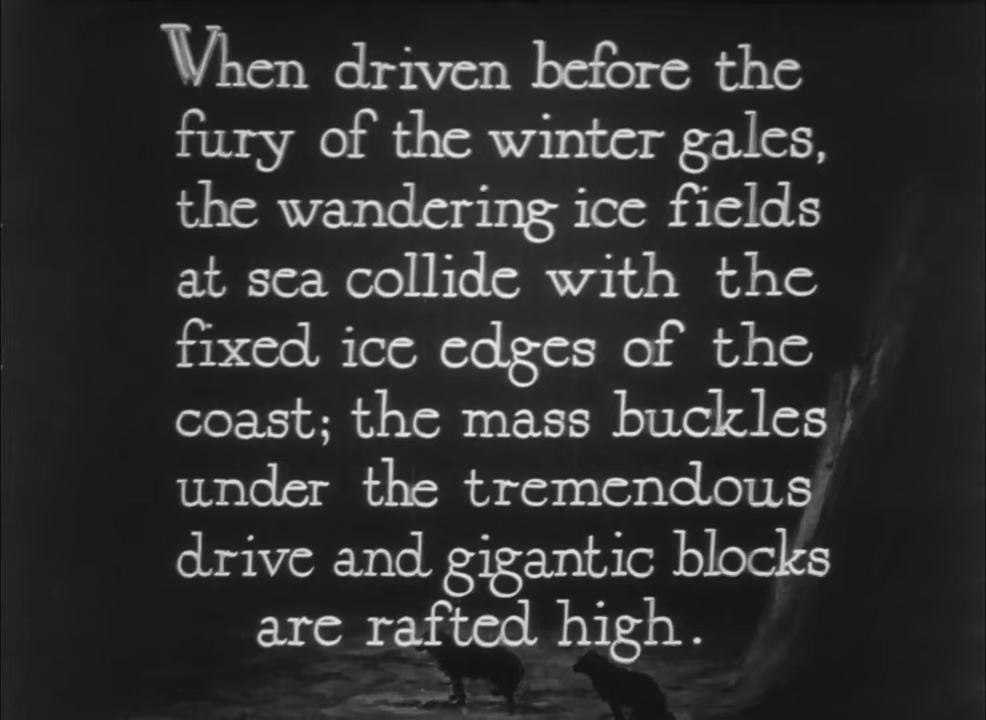 When driven before the
fury of the winter gales,
the wandering ice fields
at sea collide with the
fixed ice edges of the
coast; the mass buckles
under the tremendous
drive and gigantic blocks
are rafted high.